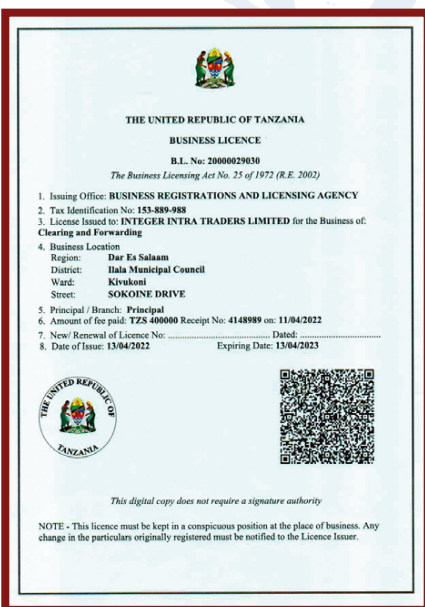 THE UNITED REPUBLIC OF TANZANIA
BUSINESS LICENCE
B.L. No: 20000029030
The Business Licensing Act No. 25 of 1972 (R.E. 2002)
1. Issuing Office: BUSINESS REGISTRATIONS AND LICENSING AGENCY
2. Tax Identification No: 153-889-988
3. License Issued to: INTEGER INTRA TRADERS LIMITED for the Business of:
Clearing and Forwarding
4. Business Location
Region: Dar Es Salaam
District: Ilala Municipal Council
Ward: Kivukoni
Street: SOKOINE DRIVE
5. Principal / Branch: Principal
6. Amount of fee paid: TZS 400000 Receipt No: 4148989 on: 11/04/2022
7. New/ Renewal of Licence No: .................................. Dated: ..........................
8. Date of Issue: 13/04/2022 Expiring Date: 13/04/2023
THE UNITED REPUBLIC OF
TANZANIA
This digital copy does not require a signature authority
NOTE - This licence must be kept in a conspicuous position at the place of business. Any
change in the particulars originally registered must be notified to the Licence Issuer.